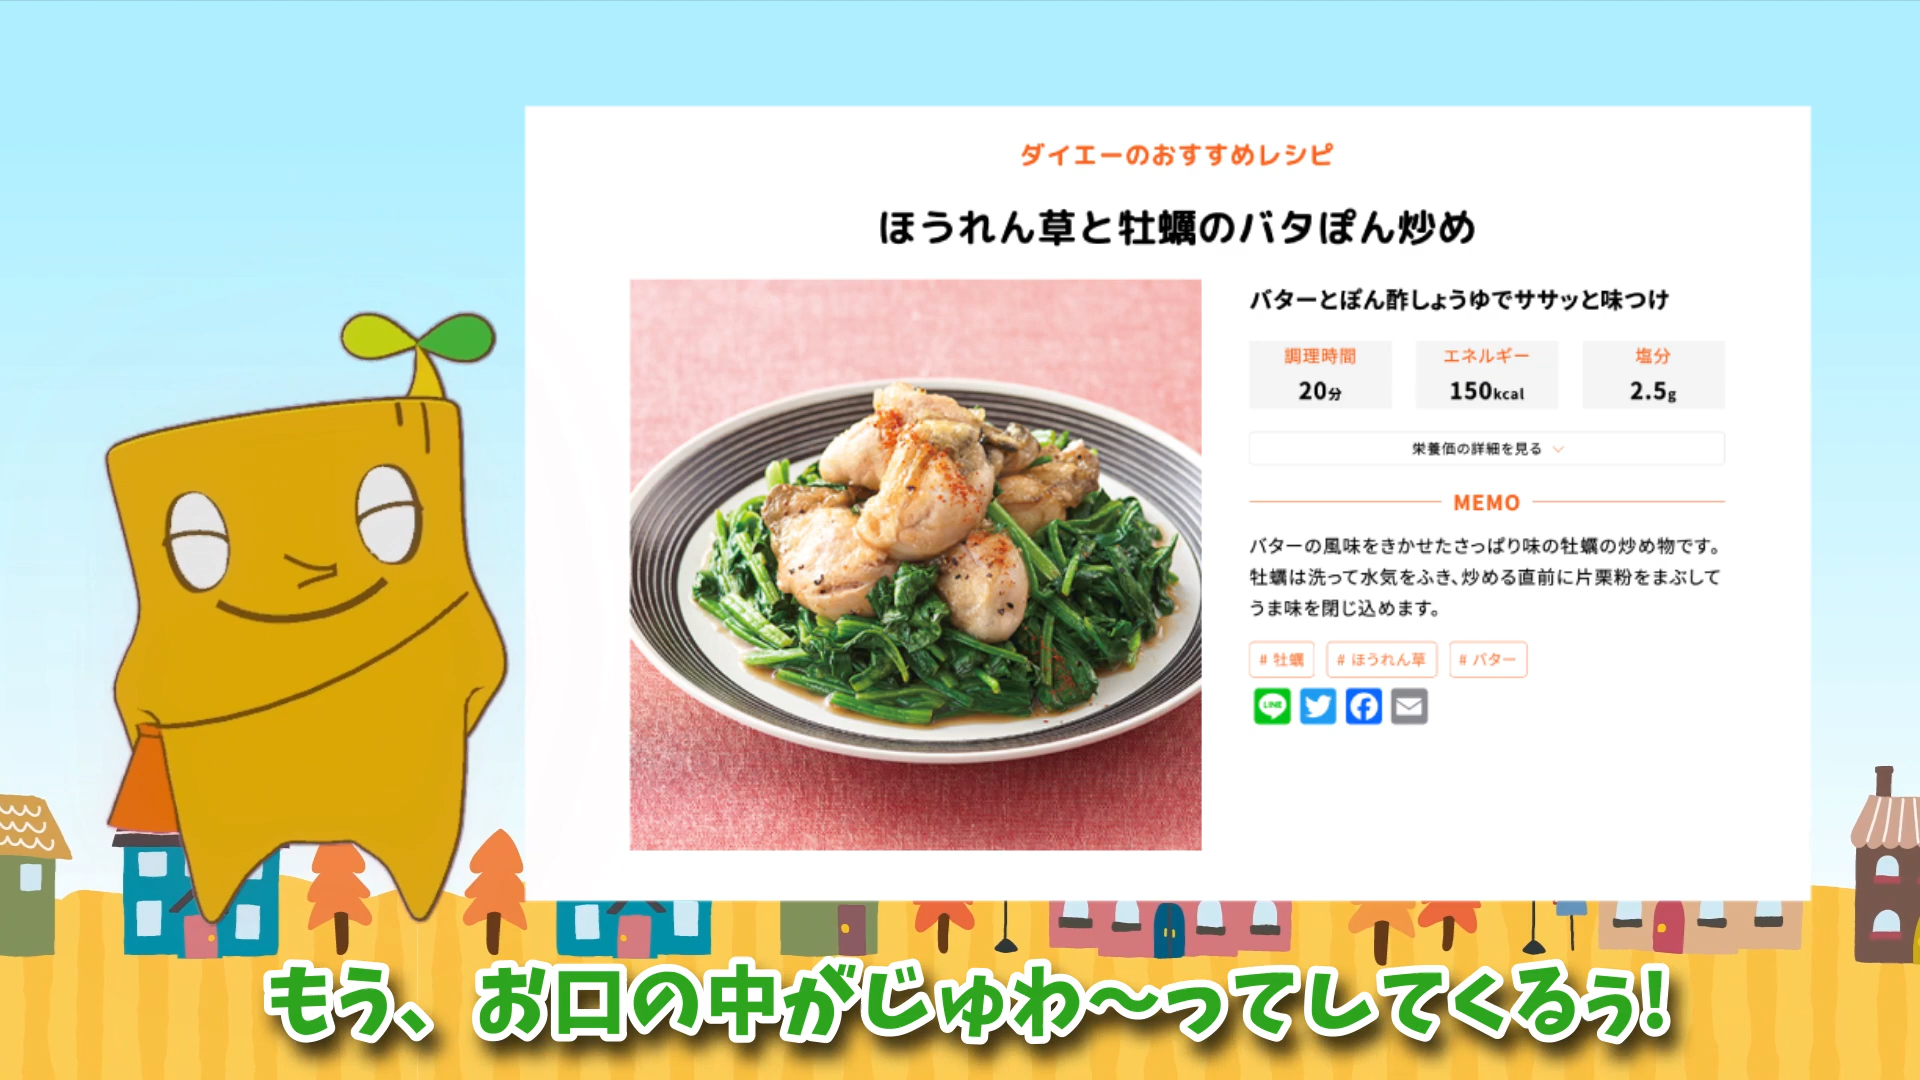 ダイエーのおすすめレシピ
ほうれん草と牡蠣のバタぽん炒め
バターとぽん酢しょうゆでササッと味つけ
調理時間
20分
エネルギー
150kcal
塩分
2.5g
栄養価の詳細を見る
MEMO
バターの風味をきかせたさっぱり味の牡蠣の炒め物です。
牡蠣は洗って水気をふき、炒める直前に片栗粉をまぶして
うま味を閉じ込めます。
# 牡蠣
# ほうれん草
# バター
LINE
もう、お口の中がじゅわ～ってしてくるぅ!